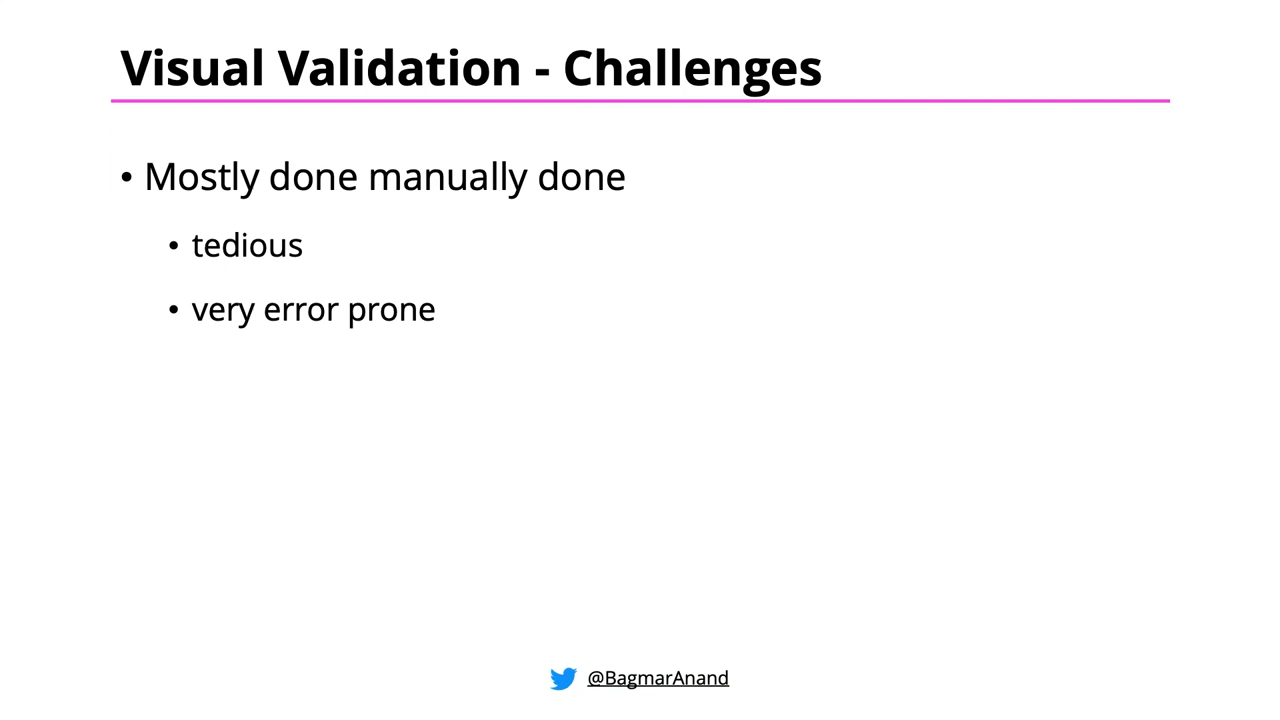 Visual Validation - Challenges
• Mostly done manually done
• tedious
• very error prone
@BagmarAnand